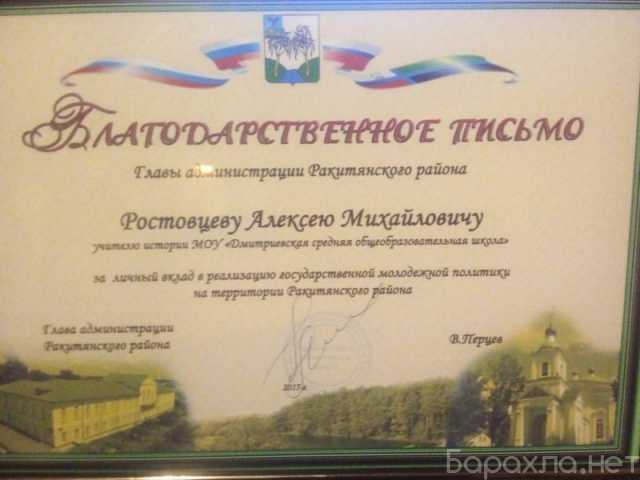 Благодарственное письмо
Главы администрации Ракитянского района
Ростовцеву Алексею Михайловичу
учителю истории МОУ «Дмитриевская средняя общеобразовательная школа»
за личный вклад в реализацию государственной молодежной политики
на территории Ракитянского района
Глава администрации
Ракитянского района
В.Перцев
Барахла.нет